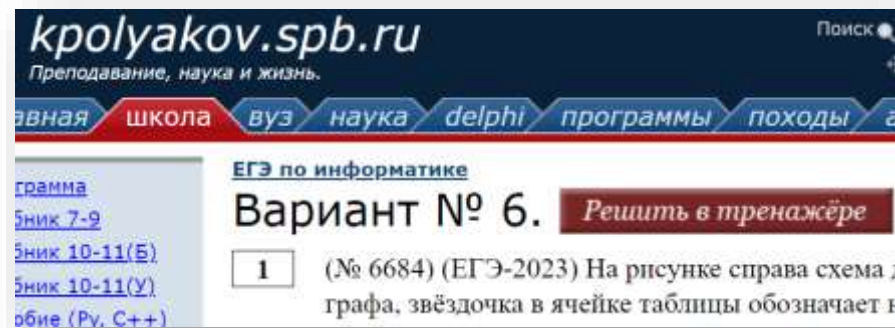 kpolyakov.spb.ru
Поиск
Преподавание, наука и жизнь.
авная школа вуз наука delphi программы походы
грамма
бник 7-9
бник 10-11(Б)
бник 10-11(У)
обие (Py, C++)
ЕГЭ по информатике
Вариант № 6. Решить в тренажёре
1 (№ 6684) (ЕГЭ-2023) На рисунке справа схема
графа, звёздочка в ячейке таблицы обозначает